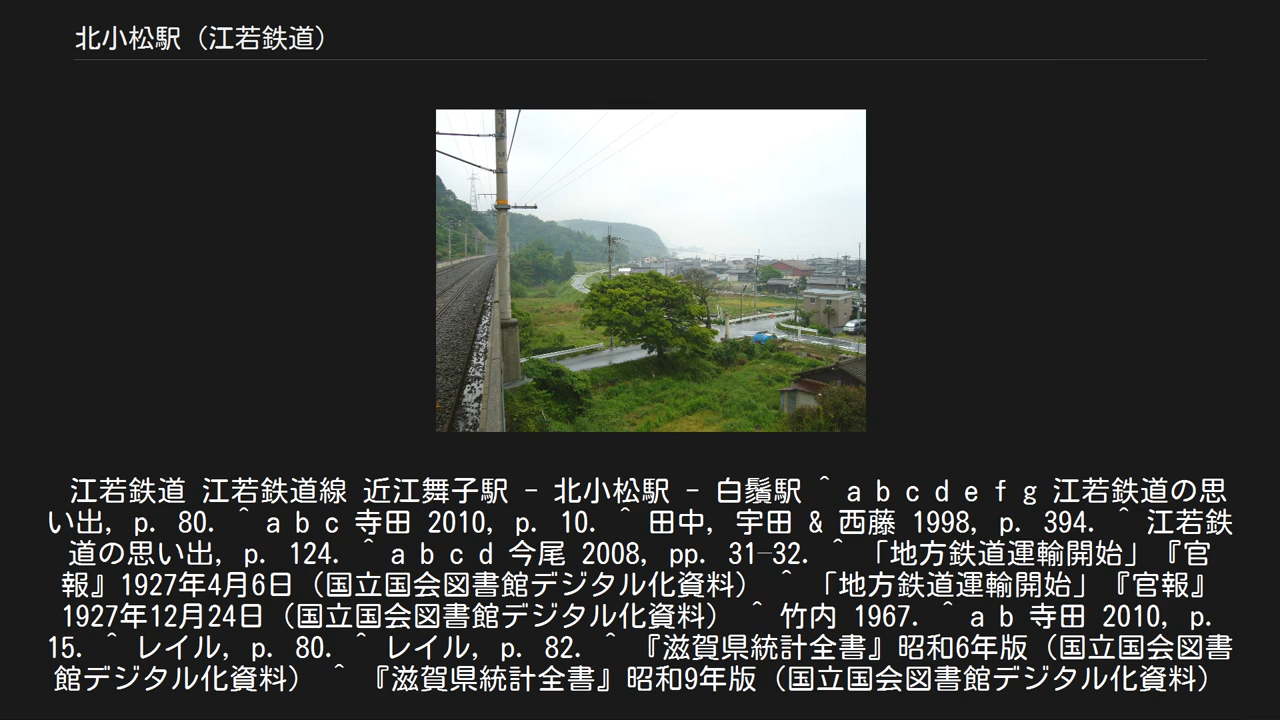 北小松駅（江若鉄道）
江若鉄道 江若鉄道線 近江舞子駅 - 北小松駅 - 白鬚駅 ^ a b c d e f g 江若鉄道の思
い出, p. 80. ^ a b c 寺田 2010, p. 10. ^ 田中, 宇田 & 西藤 1998, p. 394. ^ 江若鉄
道の思い出, p. 124. ^ a b c d 今尾 2008, pp. 31–32. ^ 「地方鉄道運輸開始」『官
報』1927年4月6日（国立国会図書館デジタル化資料） ^ 「地方鉄道運輸開始」『官報』
1927年12月24日（国立国会図書館デジタル化資料） ^ 竹内 1967. ^ a b 寺田 2010, p.
15. ^ レイル, p. 80. ^ レイル, p. 82. ^ 『滋賀県統計全書』昭和6年版（国立国会図書
館デジタル化資料） ^ 『滋賀県統計全書』昭和9年版（国立国会図書館デジタル化資料）